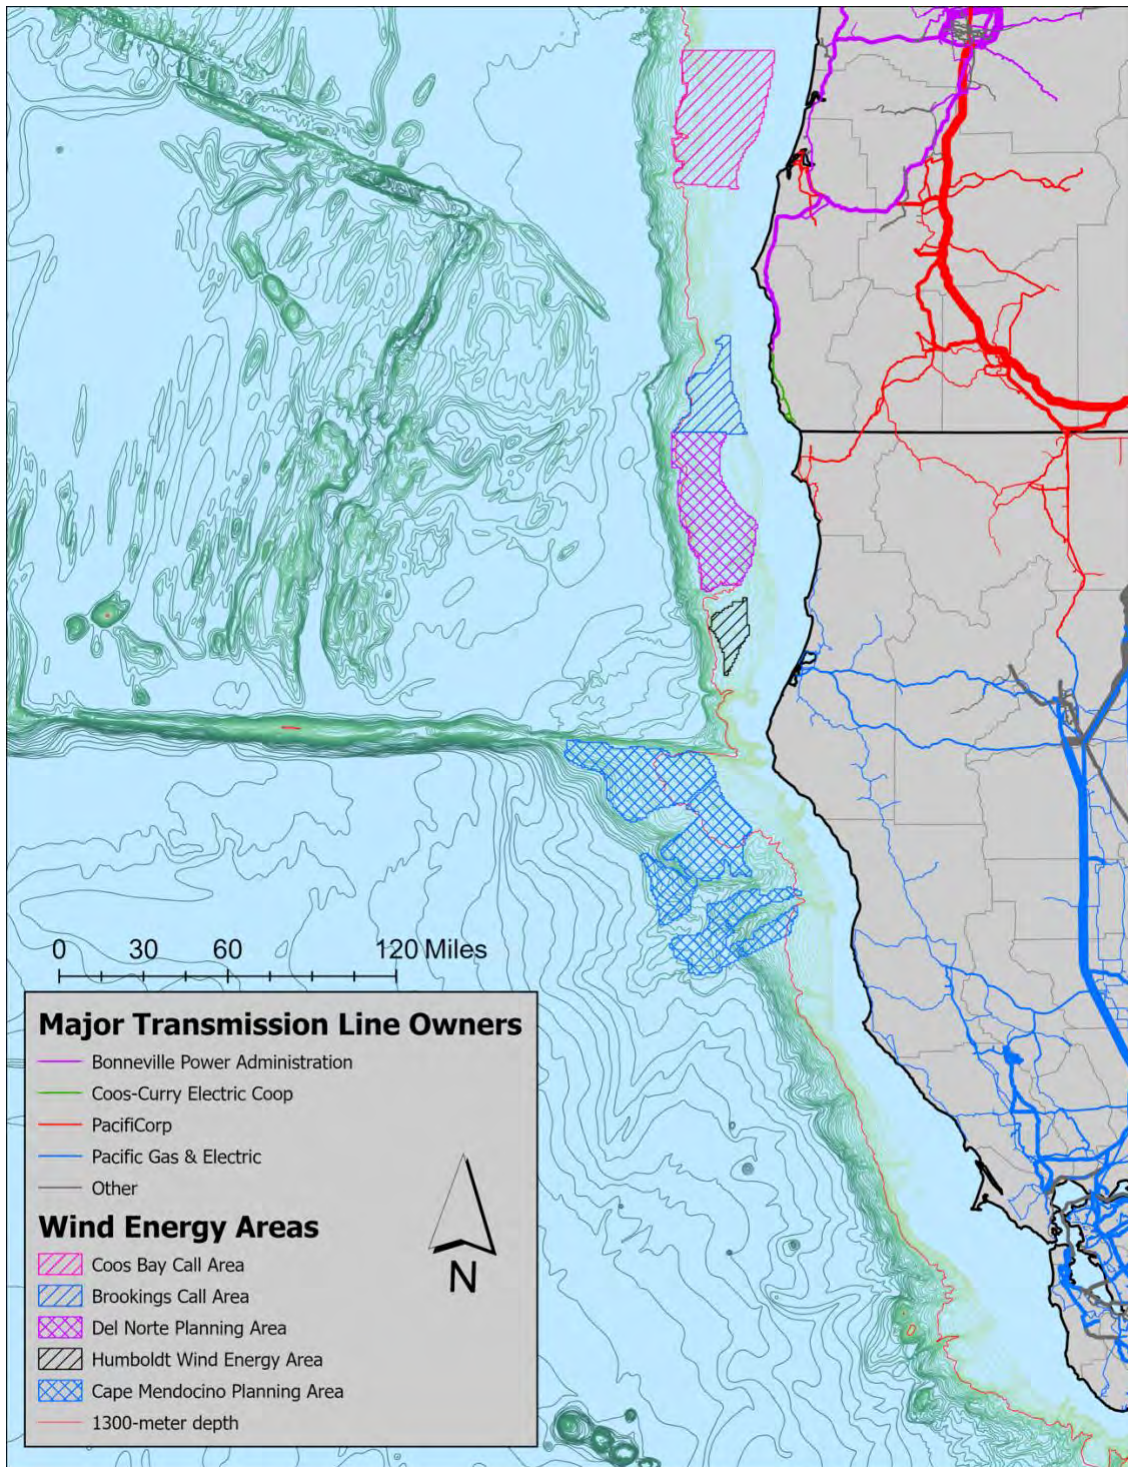 0 30 60 120 Miles
Major Transmission Line Owners
Bonneville Power Administration
Coos-Curry Electric Coop
PacifiCorp
Pacific Gas & Electric
Other
Wind Energy Areas
Coos Bay Call Area
Brookings Call Area
Del Norte Planning Area
Humboldt Wind Energy Area
Cape Mendocino Planning Area
1300-meter depth
N